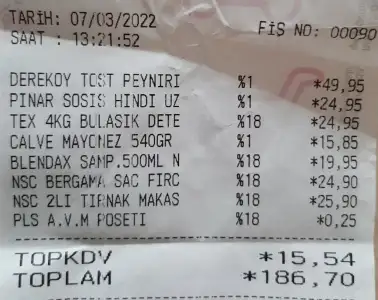 TARİH: 07/03/2022
FİŞ NO: 00090
SAAT : 13:21:52
DEREKOY TOST PEYNIRI %1 *49,95
PINAR SOSIS HINDI UZ %1 *24,95
TEX 4KG BULASIK DETE %18 *24,95
CALVE MAYONEZ 540GR %1 *15,85
BLENDAX SAMP.500ML N %18 *19,95
NSC BERGAMA SAC FIRC %18 *24,90
NSC 2LI TIRNAK MAKAS %18 *25,90
PLS A.V.M POSETI %18 *0,25
TOPKDV *15,54
TOPLAM *186,70